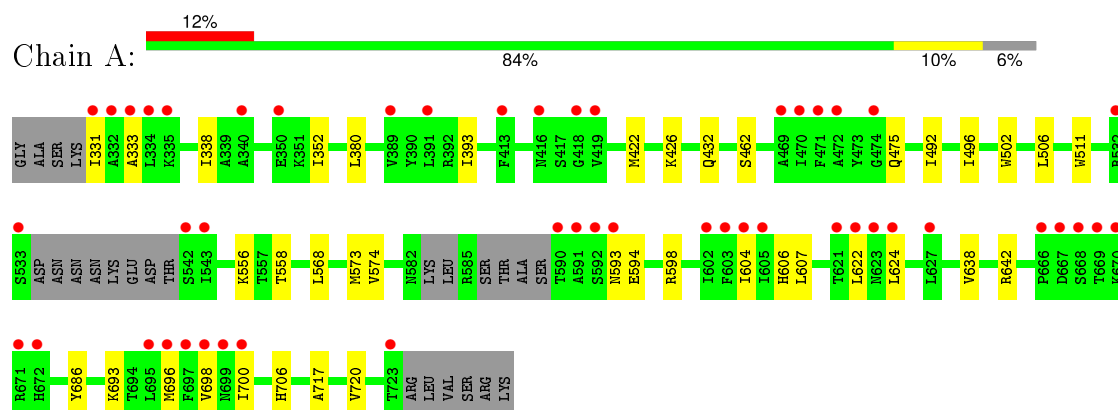 12%
Chain A:
84% 10% 6%
GLY ALA SER LYS I331 A332 A333 L334 K335 I338 A339 A340 E350 K351 I352 L380 V389 Y390 L391 R392 I393 F413 N416 S417 G418 V419 M422 K426 Q432 S462 A469 I470 F471 A472 Y473 G474 Q475 I492 I496 W502 L506 W511 R532
S533 ASP ASN ASN ASN LYS GLU ASP THR S542 I543 K556 T557 T558 L568 M573 V574 N582 LYS LEU R585 SER THR ALA SER T590 A591 S592 N593 E594 R598 I602 F603 I604 I605 H606 L607 T621 L622 N623 L624 L627 V638 R642 P666 D667 S668 T669 K670
R671 H672 Y686 K693 T694 L695 M696 F697 V698 N699 I700 H706 A717 V720 T723 ARG LEU VAL SER ARG LYS